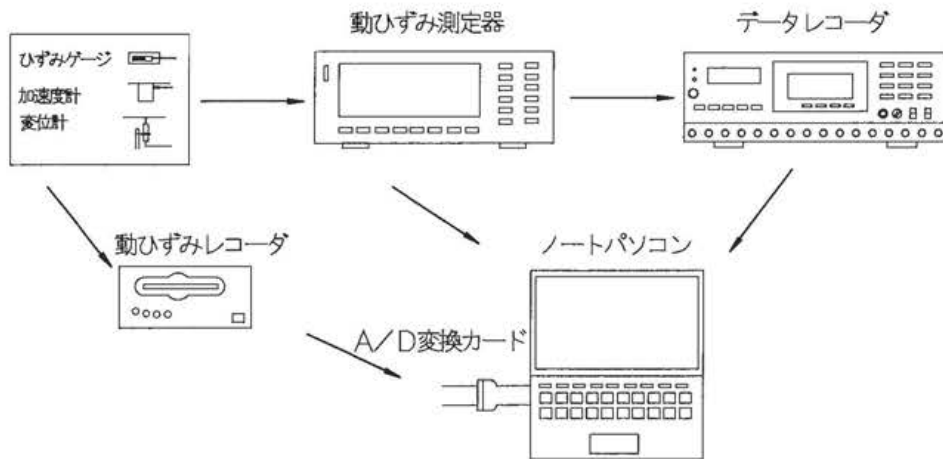 動ひずみ測定器
データレコーダ
ひずみゲージ
加速度計
変位計
動ひずみレコーダ
ノートパソコン
A/D変換カード